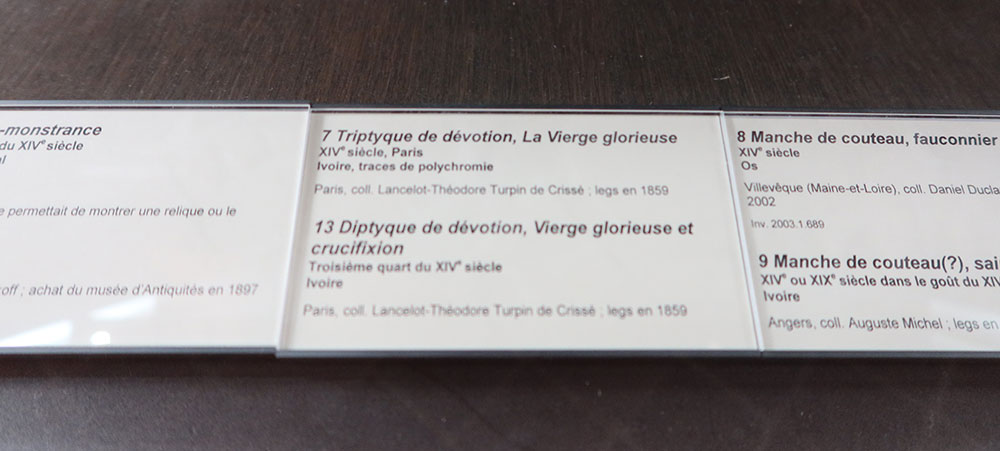 -monstrance
du XIVe siècle
al
e permettait de montrer une relique ou le
off ; achat du musée d'Antiquités en 1897
7 Triptyque de dévotion, La Vierge glorieuse
XIVe siècle, Paris
Ivoire, traces de polychromie
Paris, coll. Lancelot-Théodore Turpin de Crissé ; legs en 1859
13 Diptyque de dévotion, Vierge glorieuse et
crucifixion
Troisième quart du XIVe siècle
Ivoire
Paris, coll. Lancelot-Théodore Turpin de Crissé ; legs en 1859
8 Manche de couteau, fauconnier
XIVe siècle
Os
Villevêque (Maine-et-Loire), coll. Daniel Ducla
2002
Inv. 2003.1.689
9 Manche de couteau(?), sai
XIVe ou XIXe siècle dans le goût du XIV
Ivoire
Angers, coll. Auguste Michel ; legs en